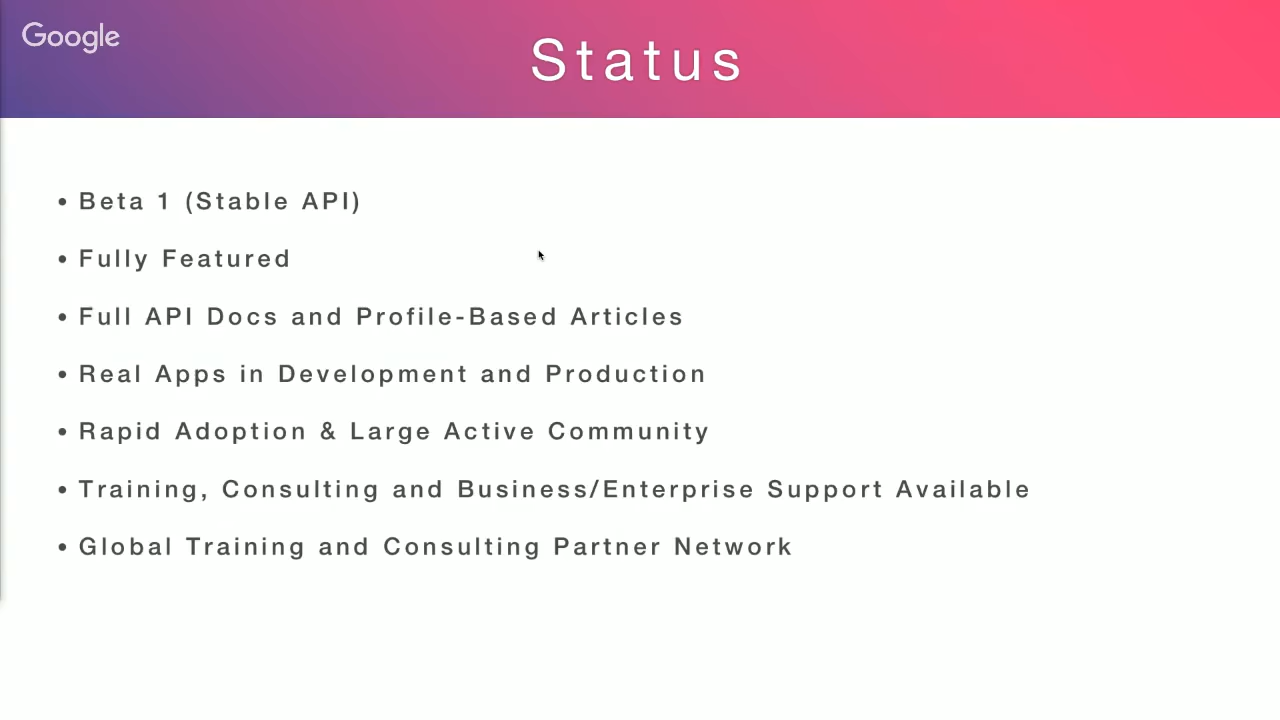 Google
Status
• Beta 1 (Stable API)
• Fully Featured
• Full API Docs and Profile-Based Articles
• Real Apps in Development and Production
• Rapid Adoption & Large Active Community
• Training, Consulting and Business/Enterprise Support Available
• Global Training and Consulting Partner Network